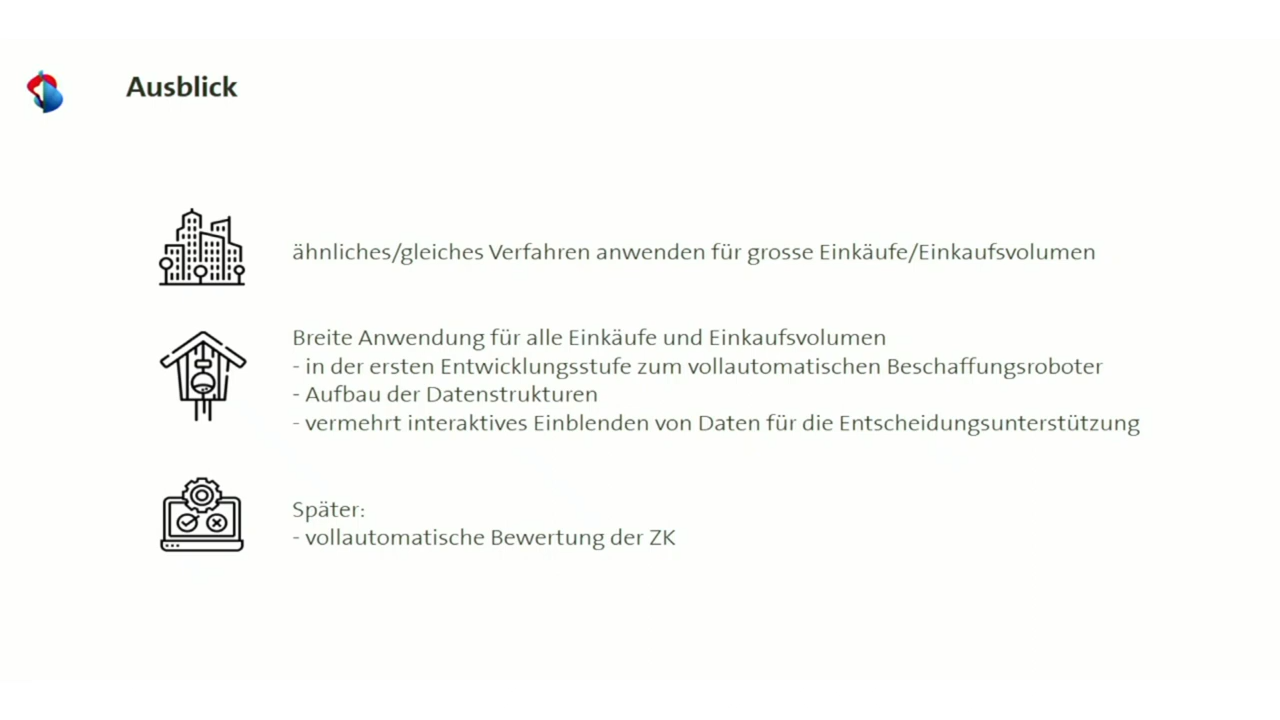 Ausblick
ähnliches/gleiches Verfahren anwenden für grosse Einkäufe/Einkaufsvolumen
Breite Anwendung für alle Einkäufe und Einkaufsvolumen
- in der ersten Entwicklungsstufe zum vollautomatischen Beschaffungsroboter
- Aufbau der Datenstrukturen
- vermehrt interaktives Einblenden von Daten für die Entscheidungsunterstützung
Später:
- vollautomatische Bewertung der ZK